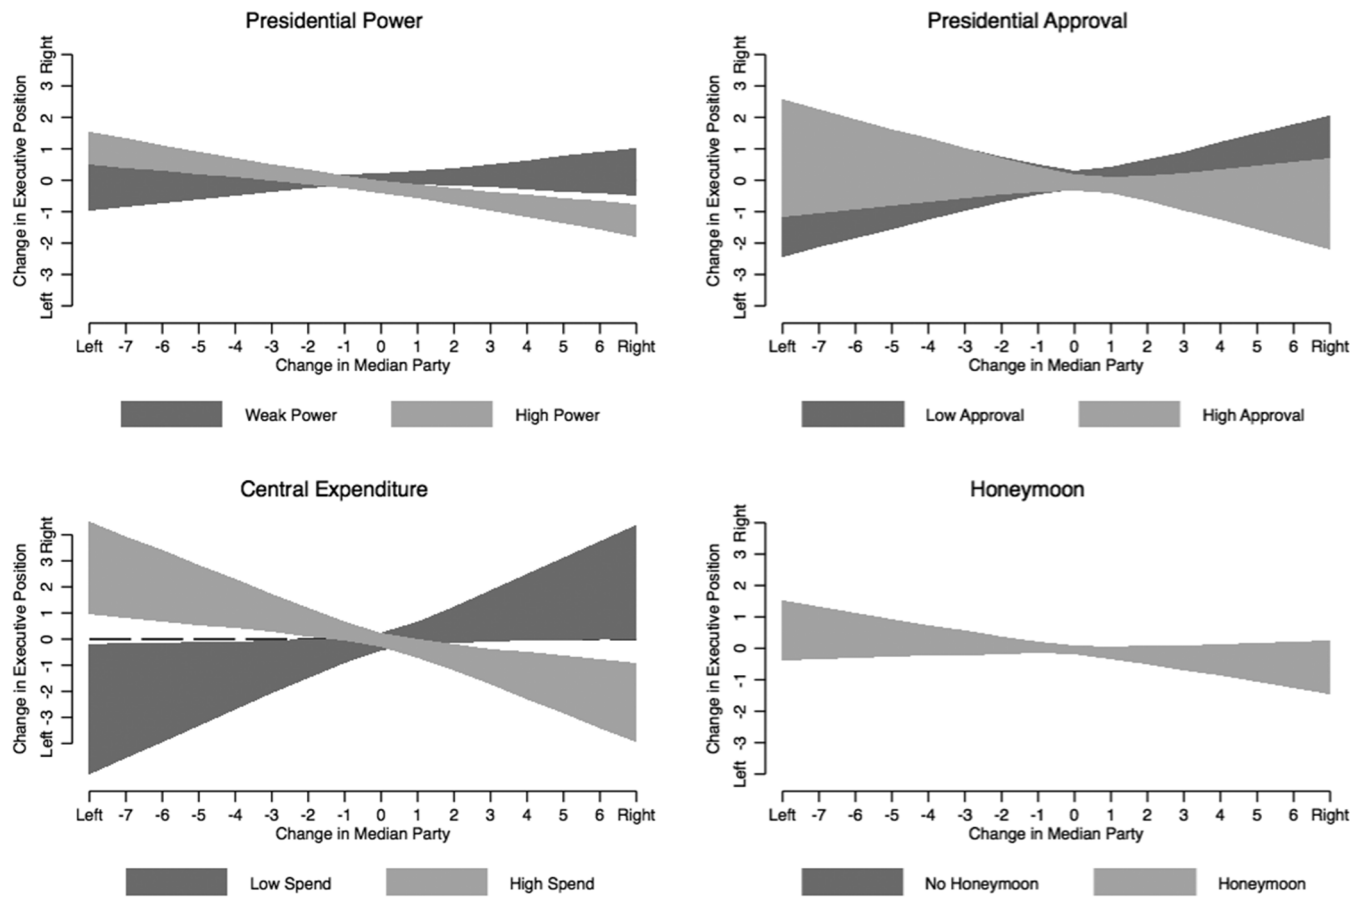 Presidential Power
Change in Executive Position
Left -3 -2 -1 0 1 2 3 Right
Left -7 -6 -5 -4 -3 -2 -1 0 1 2 3 4 5 6 Right
Change in Median Party
Weak Power High Power
Presidential Approval
Change in Executive Position
Left -3 -2 -1 0 1 2 3 Right
Left -7 -6 -5 -4 -3 -2 -1 0 1 2 3 4 5 6 Right
Change in Median Party
Low Approval High Approval
Central Expenditure
Change in Executive Position
Left -3 -2 -1 0 1 2 3 Right
Left -7 -6 -5 -4 -3 -2 -1 0 1 2 3 4 5 6 Right
Change in Median Party
Low Spend High Spend
Honeymoon
Change in Executive Position
Left -3 -2 -1 0 1 2 3 Right
Left -7 -6 -5 -4 -3 -2 -1 0 1 2 3 4 5 6 Right
Change in Median Party
No Honeymoon Honeymoon